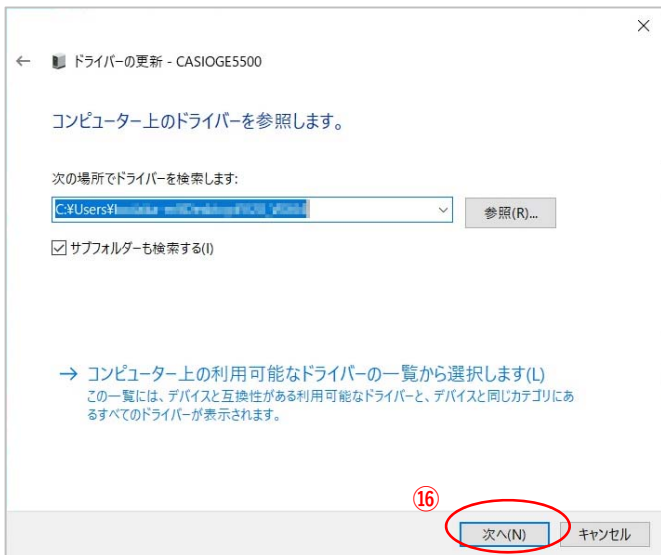 ドライバーの更新 - CASIOGE5500
コンピューター上のドライバーを参照します。
次の場所でドライバーを検索します:
C:¥Users¥
参照(R)...
サブフォルダーも検索する(I)
→ コンピューター上の利用可能なドライバーの一覧から選択します(L)
この一覧には、デバイスと互換性がある利用可能なドライバーと、デバイスと同じカテゴリにあ
るすべてのドライバーが表示されます。
⑯
次へ(N)
キャンセル